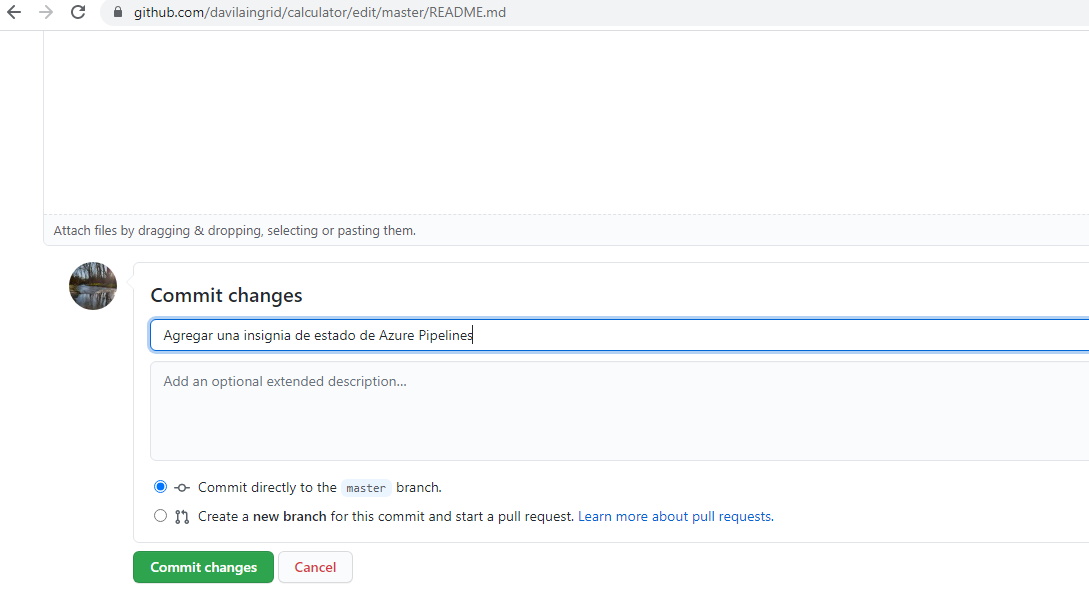 github.com/davilaingrid/calculator/edit/master/README.md
Attach files by dragging & dropping, selecting or pasting them.
Commit changes
Agregar una insignia de estado de Azure Pipelines
Add an optional extended description...
Commit directly to the master branch.
Create a new branch for this commit and start a pull request. Learn more about pull requests.
Commit changes Cancel